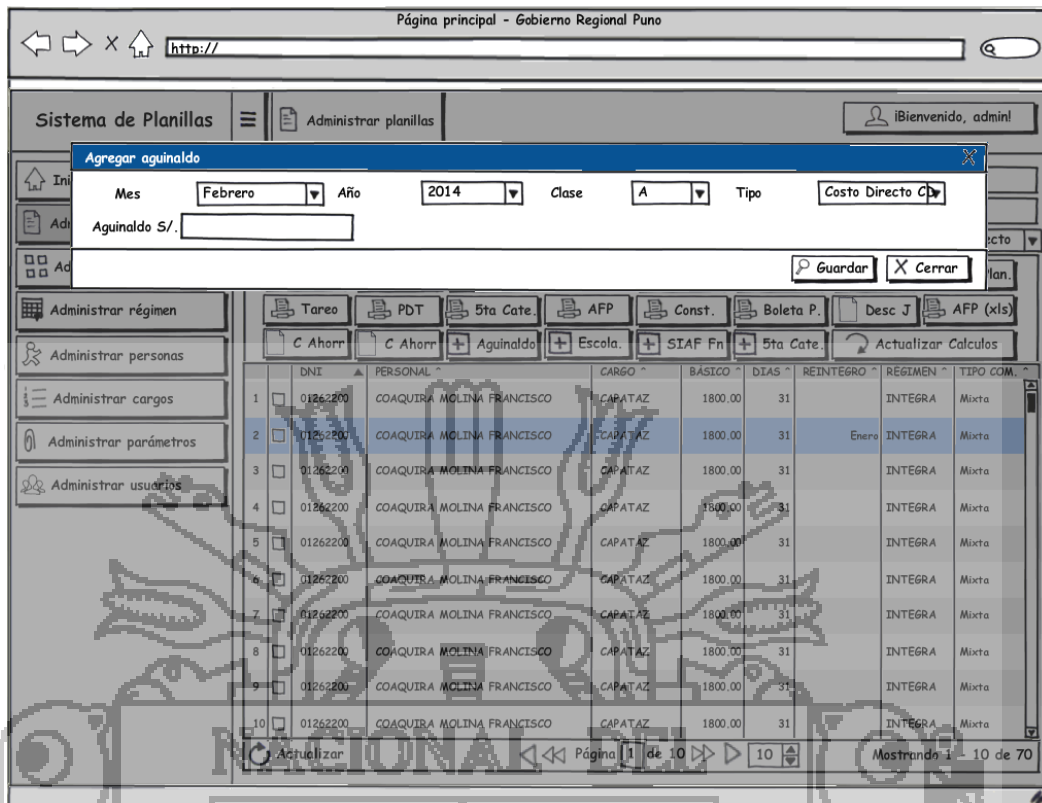 Página principal - Gobierno Regional Puno
http://
Sistema de Planillas
Administrar planillas
¡Bienvenido, admin!
Agregar aguinaldo
Mes Febrero Año 2014 Clase A Tipo Costo Directo CD
Aguinaldo S/.
Guardar X Cerrar
Ini
Adr
Ad
ecto
lan.
Administrar régimen
Administrar personas
Administrar cargos
Administrar parámetros
Administrar usuarios
Tareo PDT 5ta Cate. AFP Const. Boleta P. Desc J AFP (xls)
C Ahorr C Ahorr Aguinaldo Escola. SIAF Fn 5ta Cate. Actualizar Calculos
DNI PERSONAL CARGO BÁSICO DIAS REINTEGRO RÉGIMEN TIPO COM.
1 01262200 COAQUIRA MOLINA FRANCISCO CAPATAZ 1800.00 31 INTEGRA Mixta
2 01262200 COAQUIRA MOLINA FRANCISCO CAPATAZ 1800.00 31 Enero INTEGRA Mixta
3 01262200 COAQUIRA MOLINA FRANCISCO CAPATAZ 1800.00 31 INTEGRA Mixta
4 01262200 COAQUIRA MOLINA FRANCISCO CAPATAZ 1800.00 31 INTEGRA Mixta
5 01262200 COAQUIRA MOLINA FRANCISCO CAPATAZ 1800.00 31 INTEGRA Mixta
6 01262200 COAQUIRA MOLINA FRANCISCO CAPATAZ 1800.00 31 INTEGRA Mixta
7 01262200 COAQUIRA MOLINA FRANCISCO CAPATAZ 1800.00 31 INTEGRA Mixta
8 01262200 COAQUIRA MOLINA FRANCISCO CAPATAZ 1800.00 31 INTEGRA Mixta
9 01262200 COAQUIRA MOLINA FRANCISCO CAPATAZ 1800.00 31 INTEGRA Mixta
10 01262200 COAQUIRA MOLINA FRANCISCO CAPATAZ 1800.00 31 INTEGRA Mixta
Actualizar Página 1 de 10 10 Mostrando 1 - 10 de 70
NACIONAL DEL